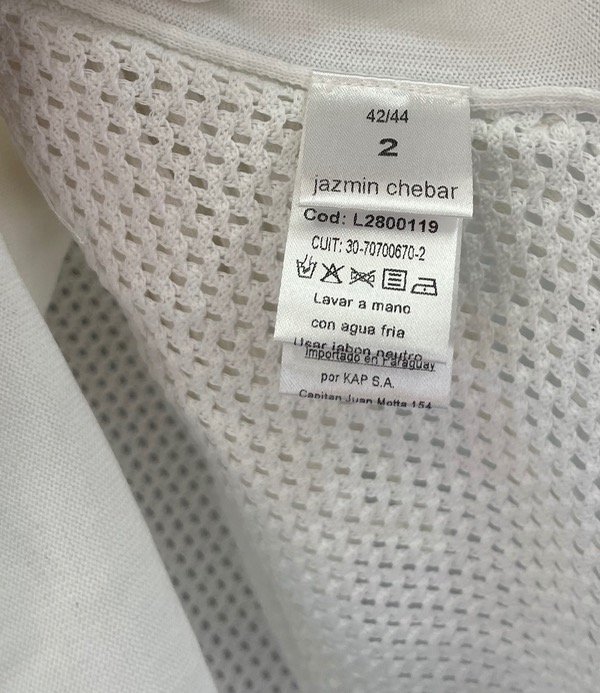 42/44
2
jazmin chebar
Cod: L2800119
CUIT: 30-70700670-2
Lavar a mano
con agua fria
Usar jabon neutro
Importado en Paraguay
por KAP S.A.
Capitan Juan Motta 154